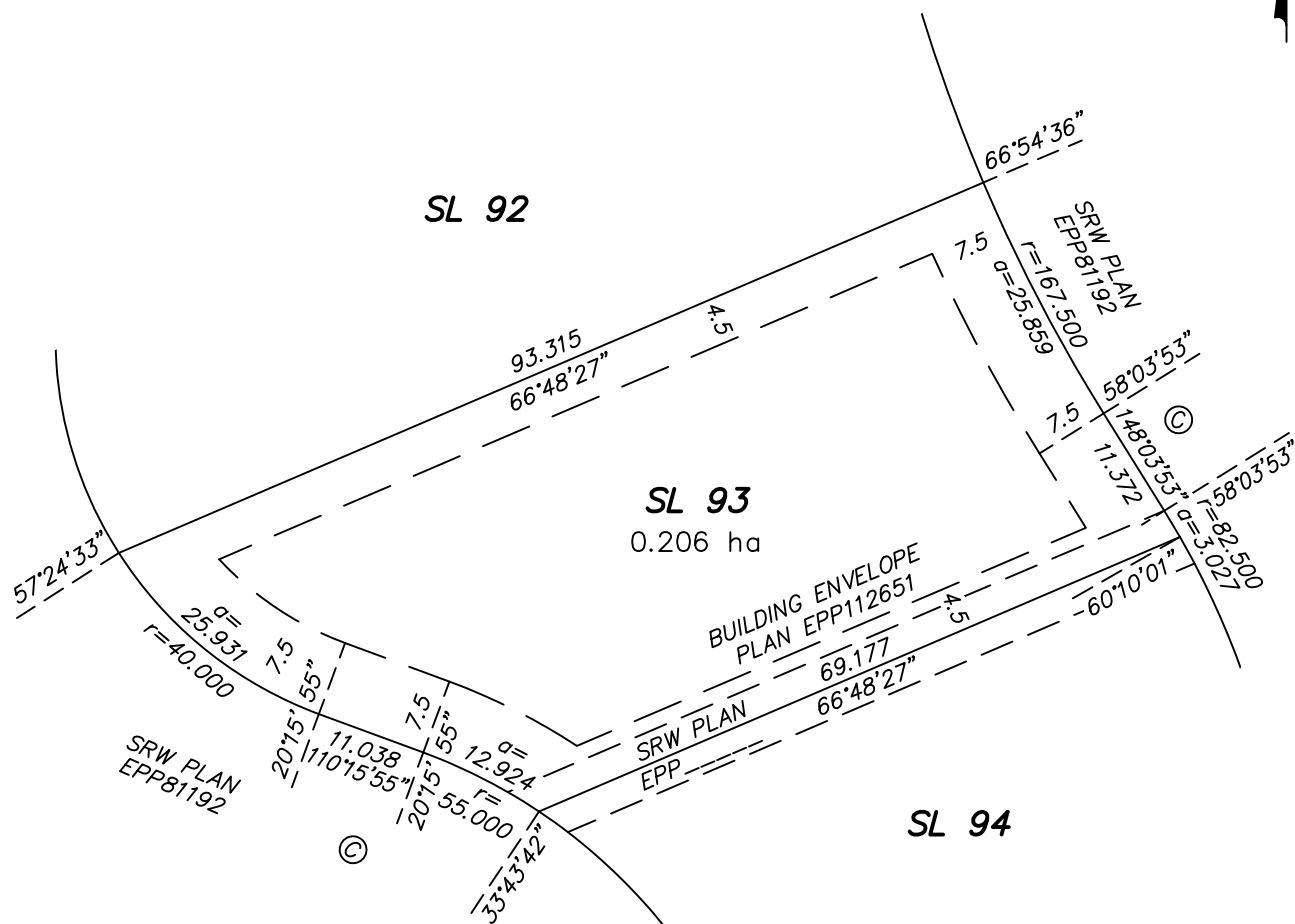 66°54'36"
SL 92
SRW PLAN
EPP81192
7.5
r=167.500
a=25.859
4.5
93.315
66°48'27"
58°03'53"
7.5
©
148°03'53"
11.372
58°03'53"
SL 93
0.206 ha
r=82.500
a=3.027
57°24'33"
BUILDING ENVELOPE
PLAN EPP112651
60°10'01"
4.5
a=
25.931
r=40.000
7.5
20°15'55"
69.177
66°48'27"
7.5
20°15'55"
SRW PLAN
EPP ------
11.038
110°15'55"
a=
12.924
r=
55.000
SRW PLAN
EPP81192
©
33°43'42"
SL 94